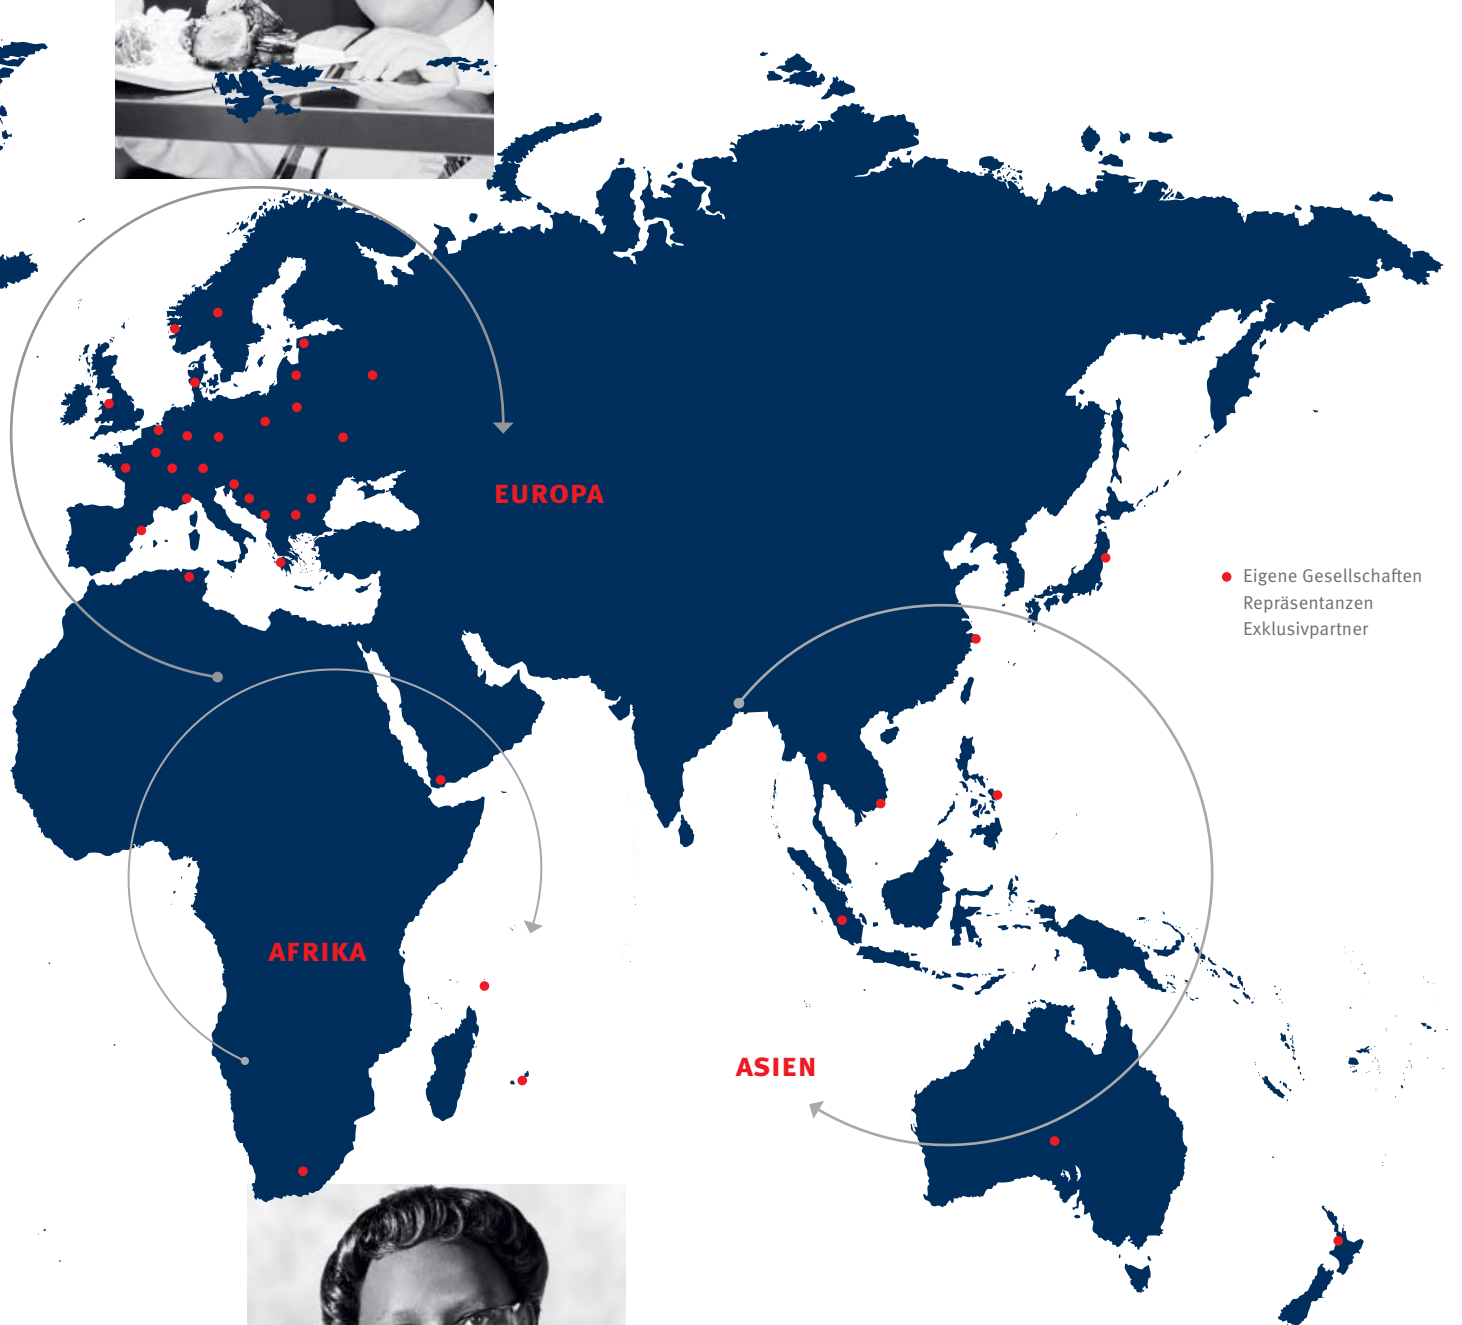 EUROPA
Eigene Gesellschaften
Repräsentanzen
Exklusivpartner
AFRIKA
ASIEN